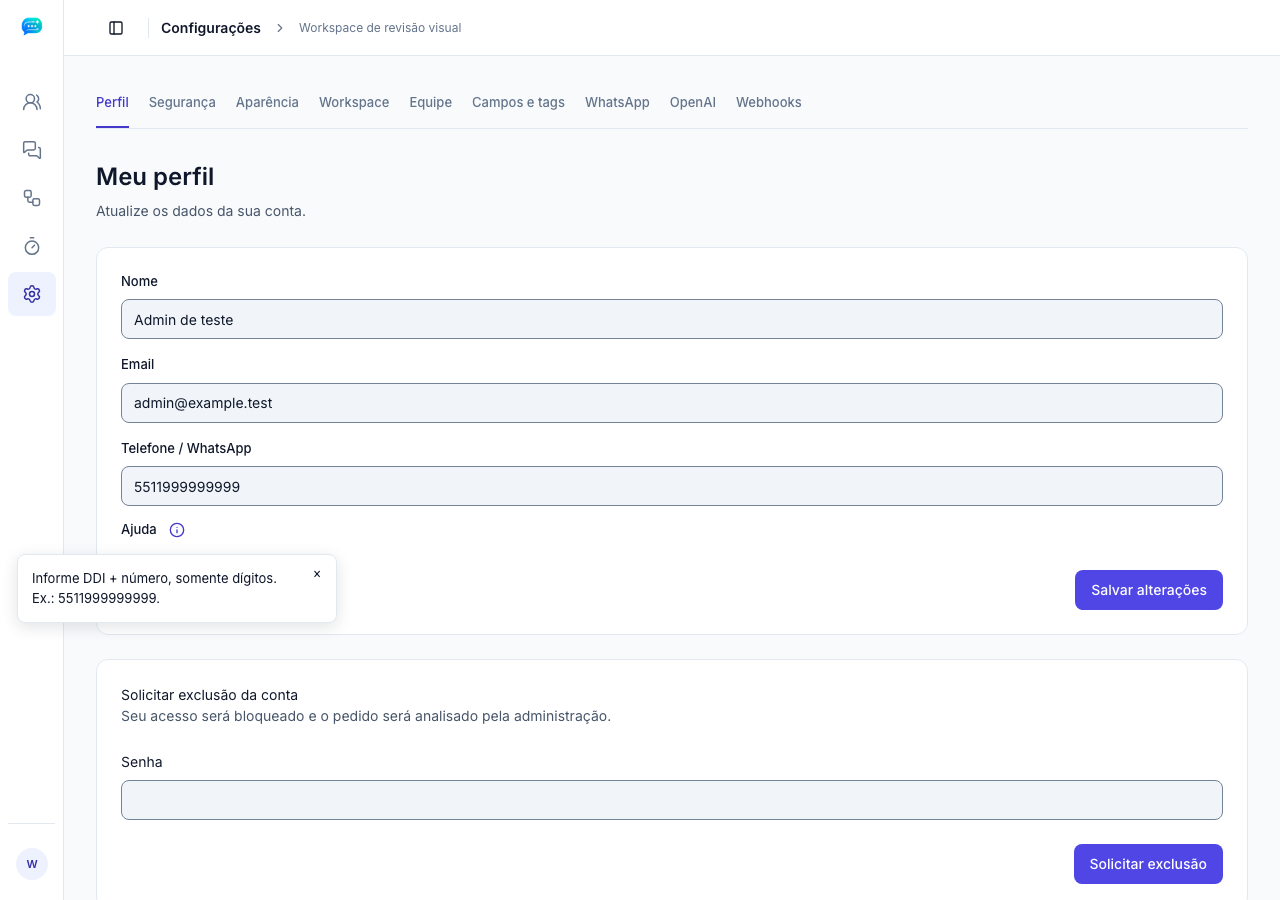 Configurações
Workspace de revisão visual
Perfil
Segurança
Aparência
Workspace
Equipe
Campos e tags
WhatsApp
OpenAI
Webhooks
Meu perfil
Atualize os dados da sua conta.
Nome
Admin de teste
Email
admin@example.test
Telefone / WhatsApp
5511999999999
Ajuda
Informe DDI + número, somente dígitos.
Ex.: 5511999999999.
×
Salvar alterações
Solicitar exclusão da conta
Seu acesso será bloqueado e o pedido será analisado pela administração.
Senha
Solicitar exclusão
W